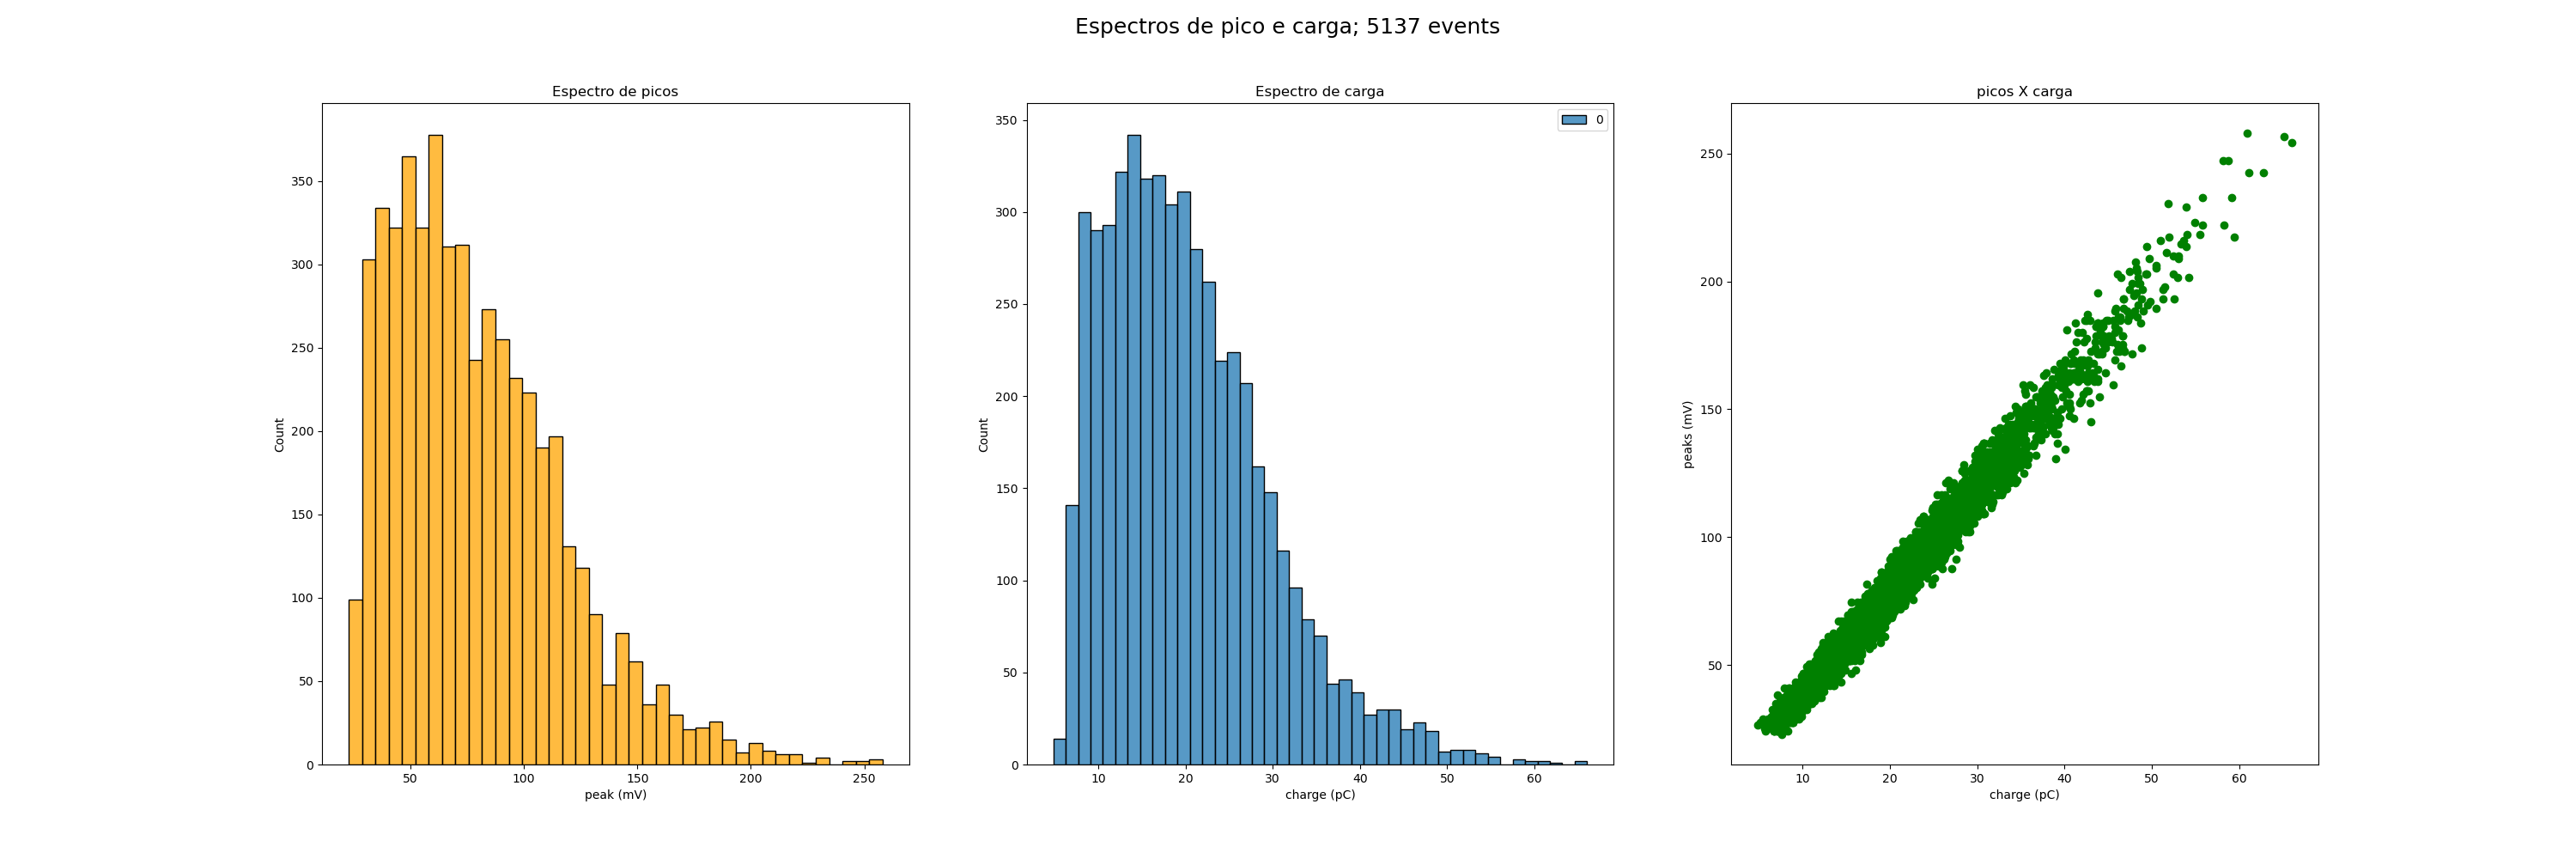 Espectros de pico e carga; 5137 events
Espectro de picos
350
300
250
200
150
100
50
0
Count
50 100 150 200 250
peak (mV)
Espectro de carga
0
350
300
250
200
150
100
50
0
Count
10 20 30 40 50 60
charge (pC)
picos X carga
250
200
150
100
50
peaks (mV)
10 20 30 40 50 60
charge (pC)